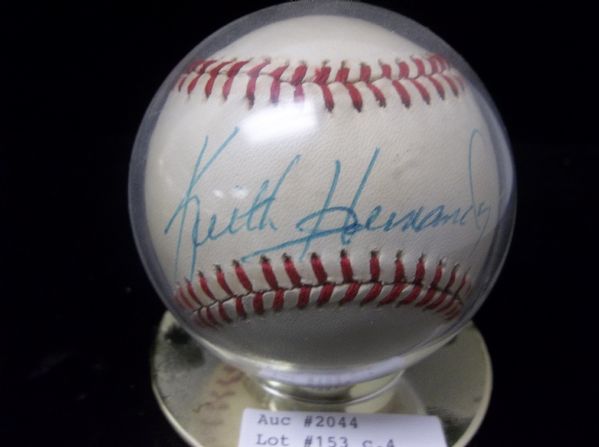 Keith Hernandez
Auc #2044
Lot #153 c.4